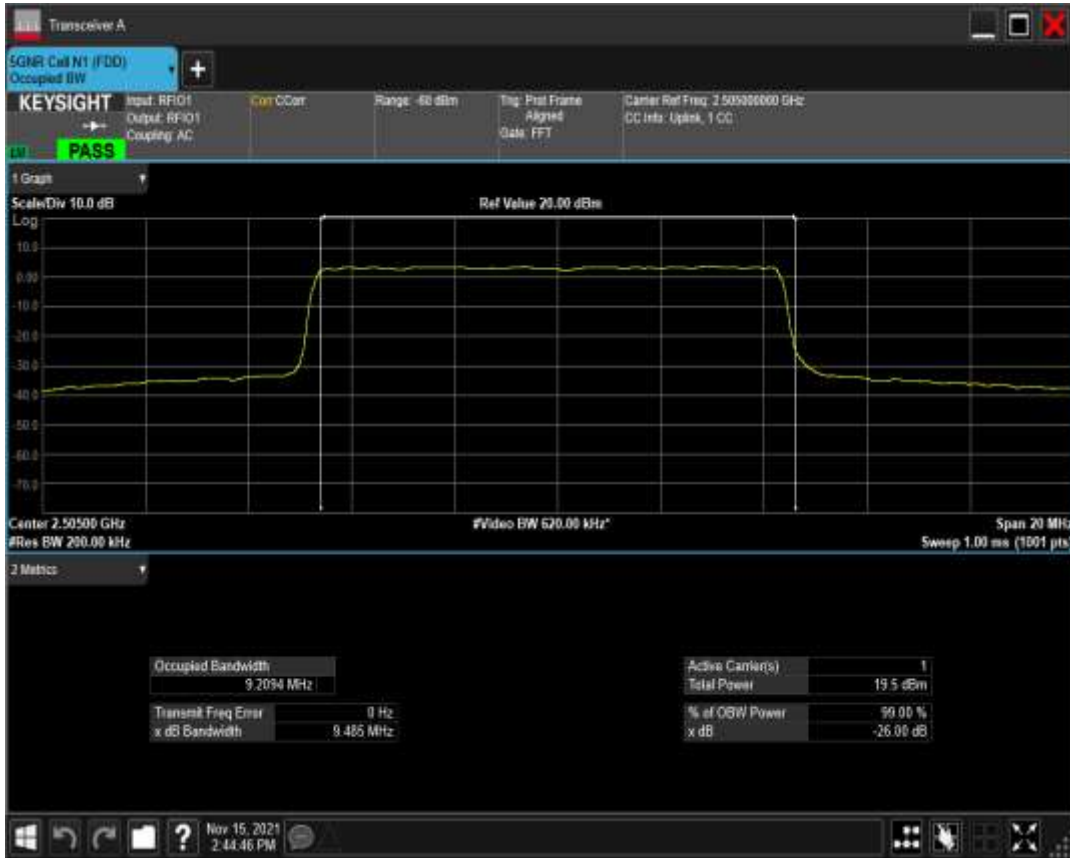 Transceiver A
5GNR Cell N1 (FDD)
Occupied BW
+
KEYSIGHT
PASS
Input: RFIO1
Output: RFIO1
Coupling: AC
Corr CCorr
Range: -60 dBm
Trig: Prot Frame
Aligned
Gate: FFT
Carrier Ref Freq: 2.505000000 GHz
CC Info: Uplink, 1 CC
1 Graph
Scale/Div 10.0 dB
Ref Value 20.00 dBm
Log
10.0
0.00
-10.0
-20.0
-30.0
-40.0
-50.0
-60.0
-70.0
Center 2.50500 GHz
#Video BW 620.00 kHz*
Span 20 MHz
#Res BW 200.00 kHz
Sweep 1.00 ms (1001 pts)
2 Metrics
Occupied Bandwidth
9.2094 MHz
Active Carrier(s) 1
Total Power 19.5 dBm
Transmit Freq Error 0 Hz
x dB Bandwidth 9.485 MHz
% of OBW Power 99.00 %
x dB -26.00 dB
?
Nov 15, 2021
2:44:46 PM